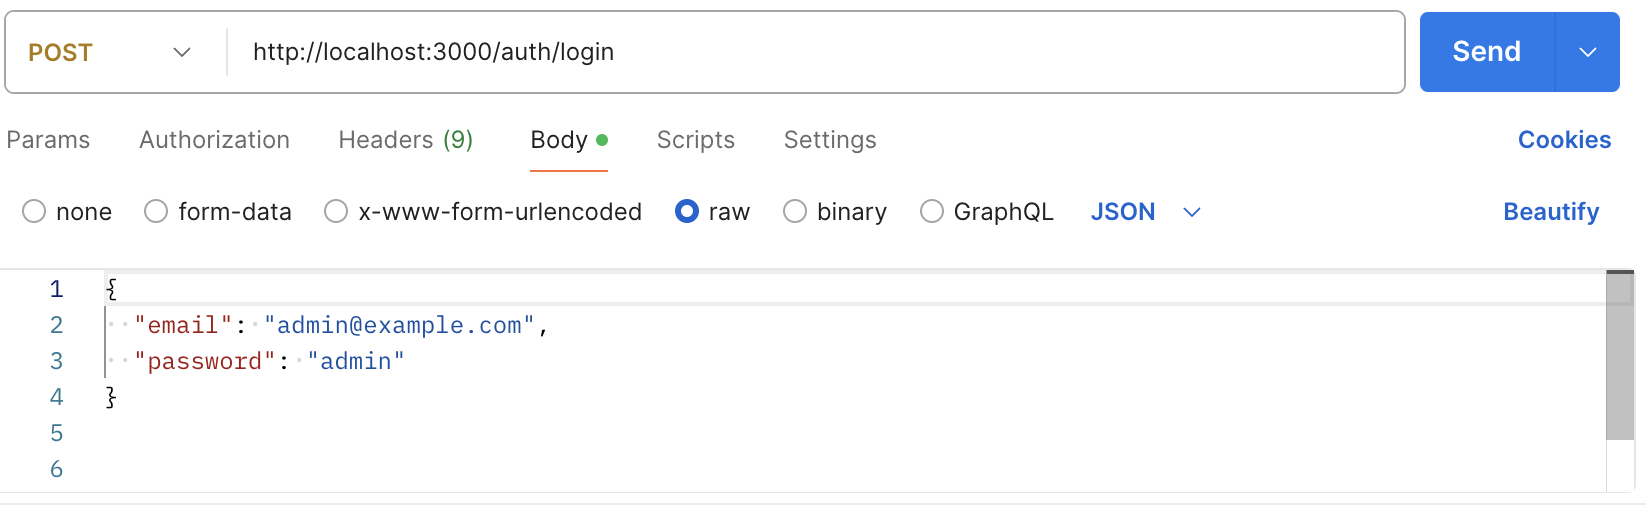 POST http://localhost:3000/auth/login Send
Params Authorization Headers (9) Body Scripts Settings Cookies
none form-data x-www-form-urlencoded raw binary GraphQL JSON Beautify
1 {
2 "email": "admin@example.com",
3 "password": "admin"
4 }
5
6